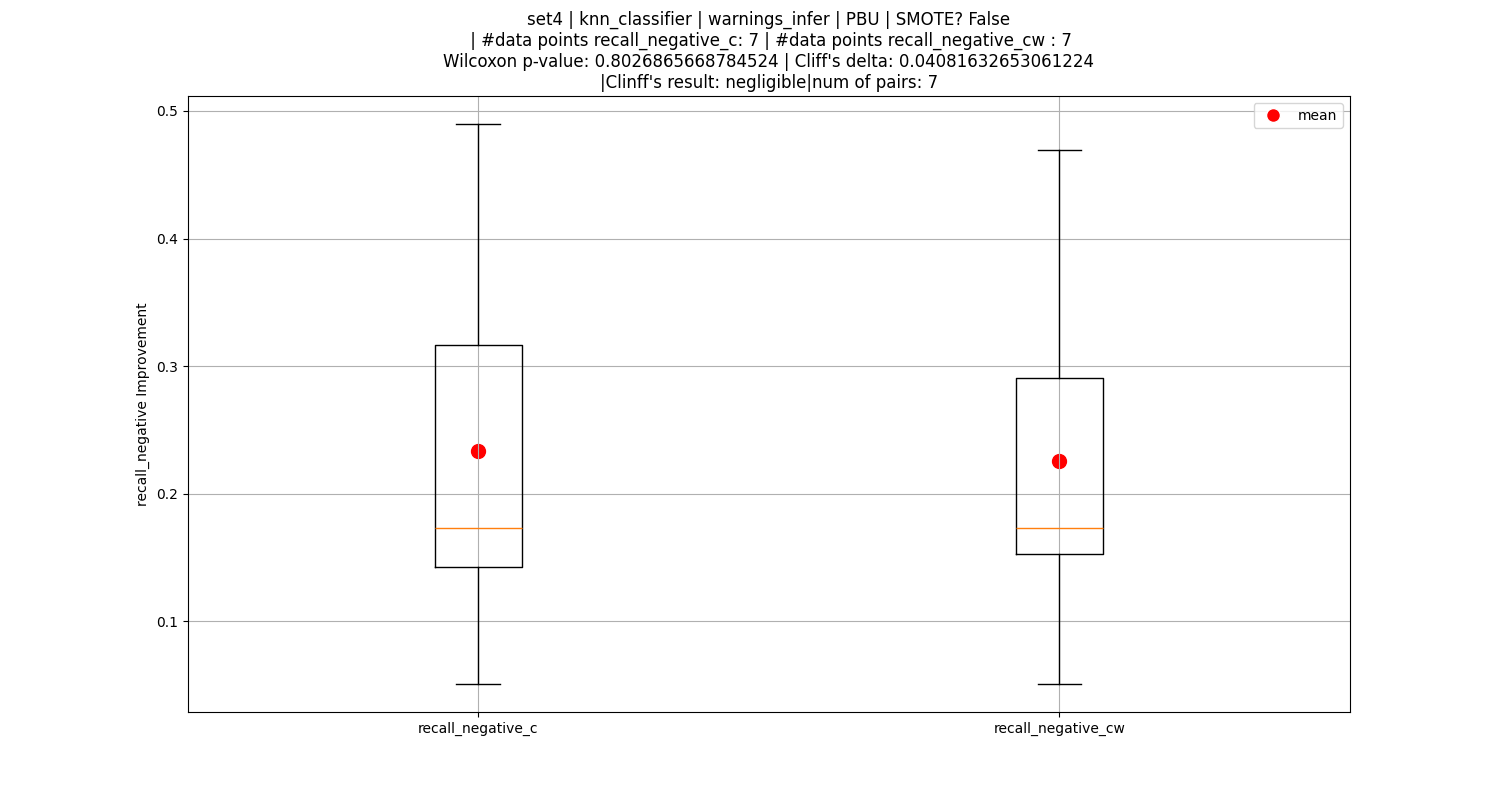 set4 | knn_classifier | warnings_infer | PBU | SMOTE? False
| #data points recall_negative_c: 7 | #data points recall_negative_cw : 7
Wilcoxon p-value: 0.8026865668784524 | Cliff's delta: 0.04081632653061224
|Clinff's result: negligible|num of pairs: 7
mean
recall_negative Improvement
0.5
0.4
0.3
0.2
0.1
recall_negative_c
recall_negative_cw